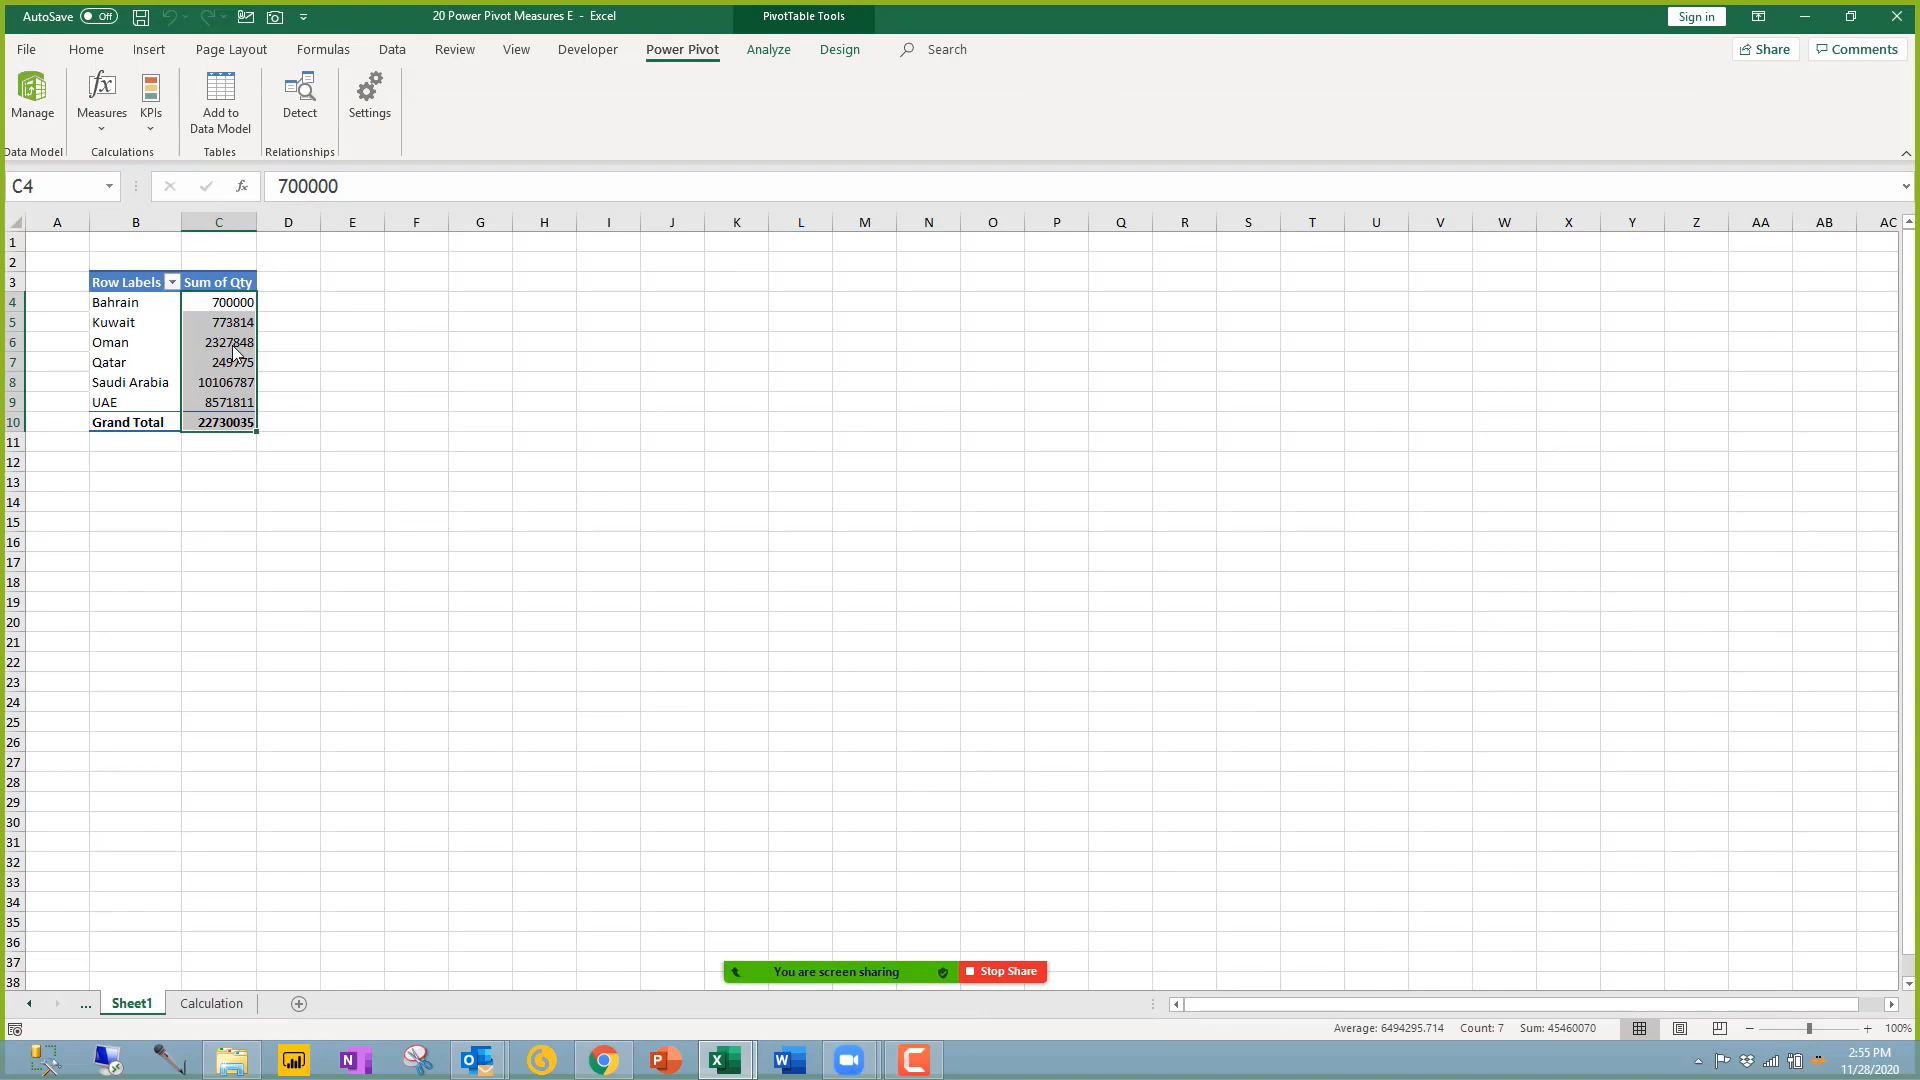 AutoSave Off 20 Power Pivot Measures E - Excel PivotTable Tools Sign in
File Home Insert Page Layout Formulas Data Review View Developer Power Pivot Analyze Design Search Share Comments
Manage Measures KPIs Add to Data Model Detect Settings
Data Model Calculations Tables Relationships
C4 fx 700000
A B C D E F G H I J K L M N O P Q R S T U V W X Y Z AA AB AC
1
2
3 Row Labels Sum of Qty
4 Bahrain 700000
5 Kuwait 773814
6 Oman 2327848
7 Qatar 249775
8 Saudi Arabia 10106787
9 UAE 8571811
10 Grand Total 22730035
11
12
13
14
15
16
17
18
19
20
21
22
23
24
25
26
27
28
29
30
31
32
33
34
35
36
37
38
You are screen sharing Stop Share
... Sheet1 Calculation
Average: 6494295.714 Count: 7 Sum: 45460070 100%
2:55 PM
11/28/2020